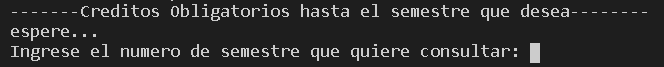 -------Creditos Obligatorios hasta el semestre que desea--------
espere...
Ingrese el numero de semestre que quiere consultar: